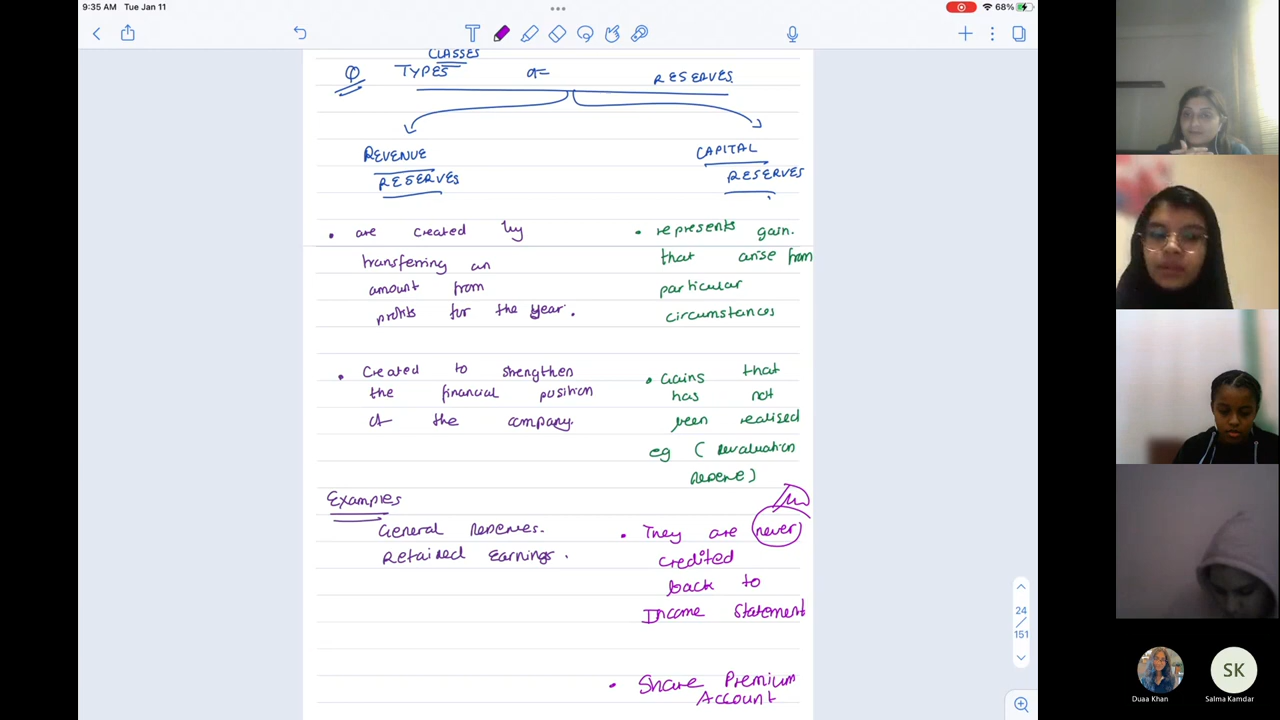 9:35 AM Tue Jan 11
68%
CLASSES
Q TYPES OF RESERVES
REVENUE
RESERVES
• are created by
transferring an
amount from
profits for the year.
• Created to strengthen
the financial position
of the company.
Examples
General Reserves.
Retained Earnings.
CAPITAL
RESERVES
• represents gain.
that arise from
particular
circumstances
• Gains that
has not
been realised
eg (revaluation
reserve)
• They are never
credited
back to
Income Statement
• Share Premium
Account
24
/
151
SK
Duaa Khan
Salma Kamdar